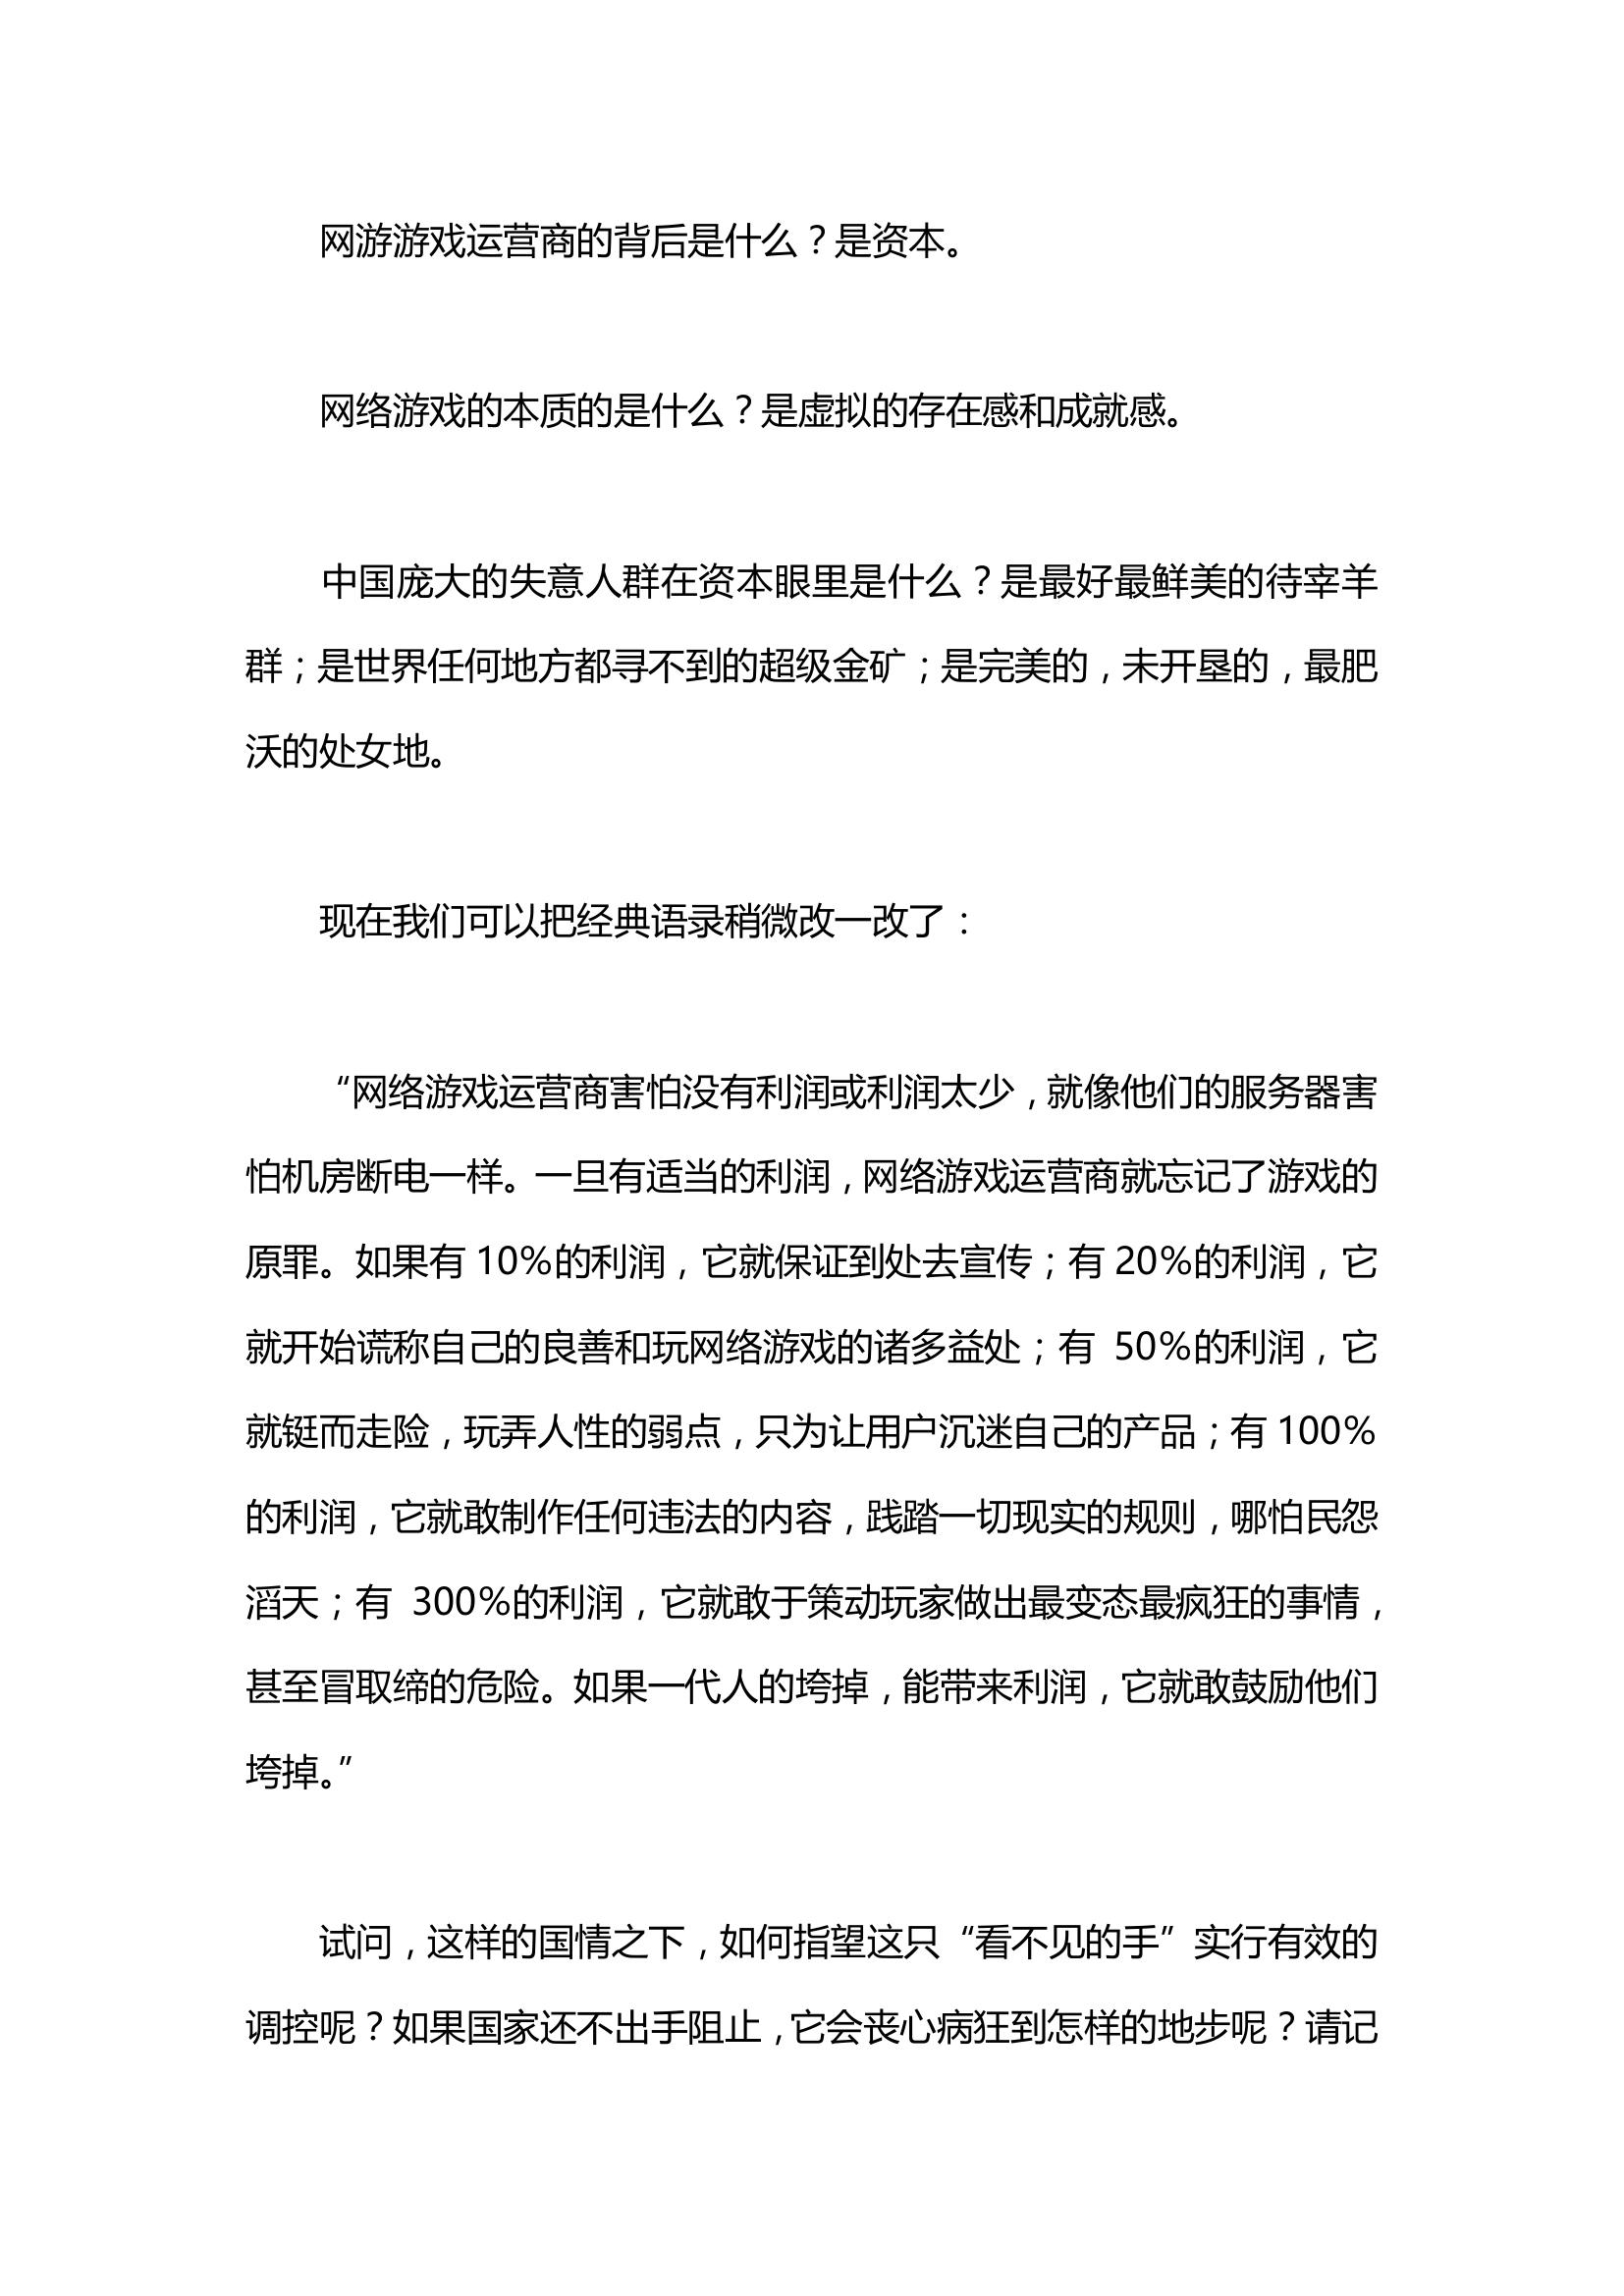 网游游戏运营商的背后是什么？是资本。
网络游戏的本质的是什么？是虚拟的存在感和成就感。
中国庞大的失意人群在资本眼里是什么？是最好最鲜美的待宰羊
群；是世界任何地方都寻不到的超级金矿；是完美的，未开垦的，最肥
沃的处女地。
现在我们可以把经典语录稍微改一改了：
“网络游戏运营商害怕没有利润或利润太少，就像他们的服务器害
怕机房断电一样。一旦有适当的利润，网络游戏运营商就忘记了游戏的
原罪。如果有 10%的利润，它就保证到处去宣传；有 20%的利润，它
就开始谎称自己的良善和玩网络游戏的诸多益处；有 50%的利润，它
就铤而走险，玩弄人性的弱点，只为让用户沉迷自己的产品；有 100%
的利润，它就敢制作任何违法的内容，践踏一切现实的规则，哪怕民怨
滔天；有 300%的利润，它就敢于策动玩家做出最变态最疯狂的事情，
甚至冒取缔的危险。如果一代人的垮掉，能带来利润，它就敢鼓励他们
垮掉。”
试问，这样的国情之下，如何指望这只“看不见的手”实行有效的
调控呢？如果国家还不出手阻止，它会丧心病狂到怎样的地步呢？请记